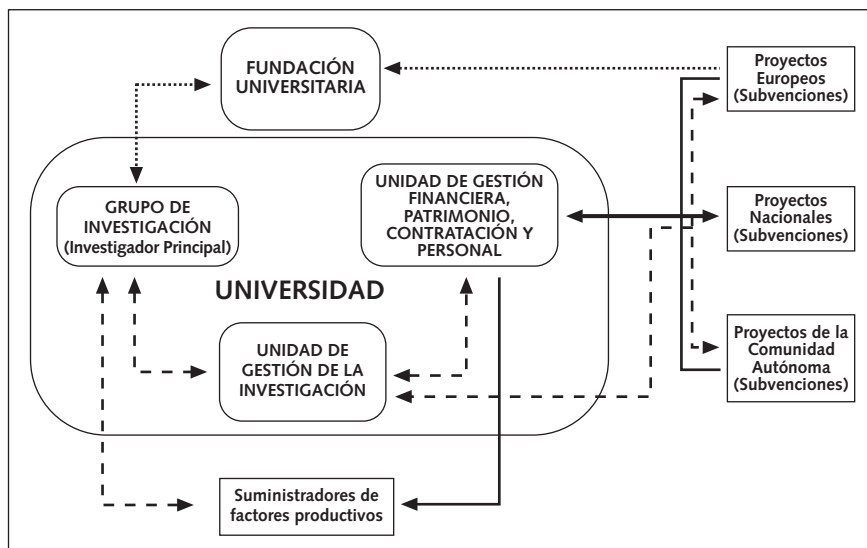 FUNDACIÓN
UNIVERSITARIA
Proyectos
Europeos
(Subvenciones)
GRUPO DE
INVESTIGACIÓN
(Investigador Principal)
UNIDAD DE GESTIÓN
FINANCIERA,
PATRIMONIO,
CONTRATACIÓN Y
PERSONAL
Proyectos
Nacionales
(Subvenciones)
UNIVERSIDAD
UNIDAD DE
GESTIÓN DE LA
INVESTIGACIÓN
Proyectos de la
Comunidad
Autónoma
(Subvenciones)
Suministradores de
factores productivos